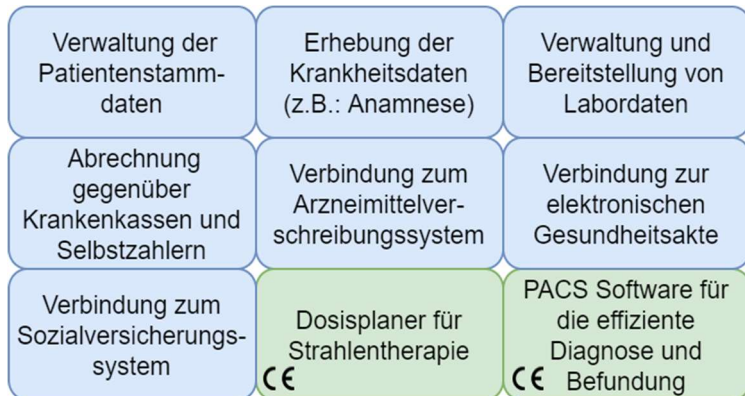 Verwaltung der
Patientenstamm-
daten
Erhebung der
Krankheitsdaten
(z.B.: Anamnese)
Verwaltung und
Bereitstellung von
Labordaten
Abrechnung
gegenüber
Krankenkassen und
Selbstzahlern
Verbindung zum
Arzneimittelver-
schreibungssystem
Verbindung zur
elektronischen
Gesundheitsakte
Verbindung zum
Sozialversicherungs-
system
Dosisplaner für
Strahlentherapie
CE
PACS Software für
die effiziente
Diagnose und
Befundung
CE